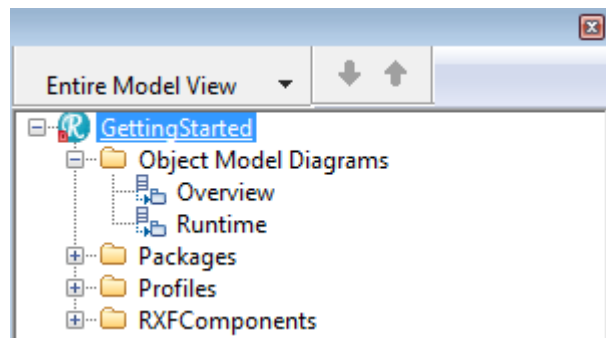 Entire Model View
GettingStarted
Object Model Diagrams
Overview
Runtime
Packages
Profiles
RXFComponents